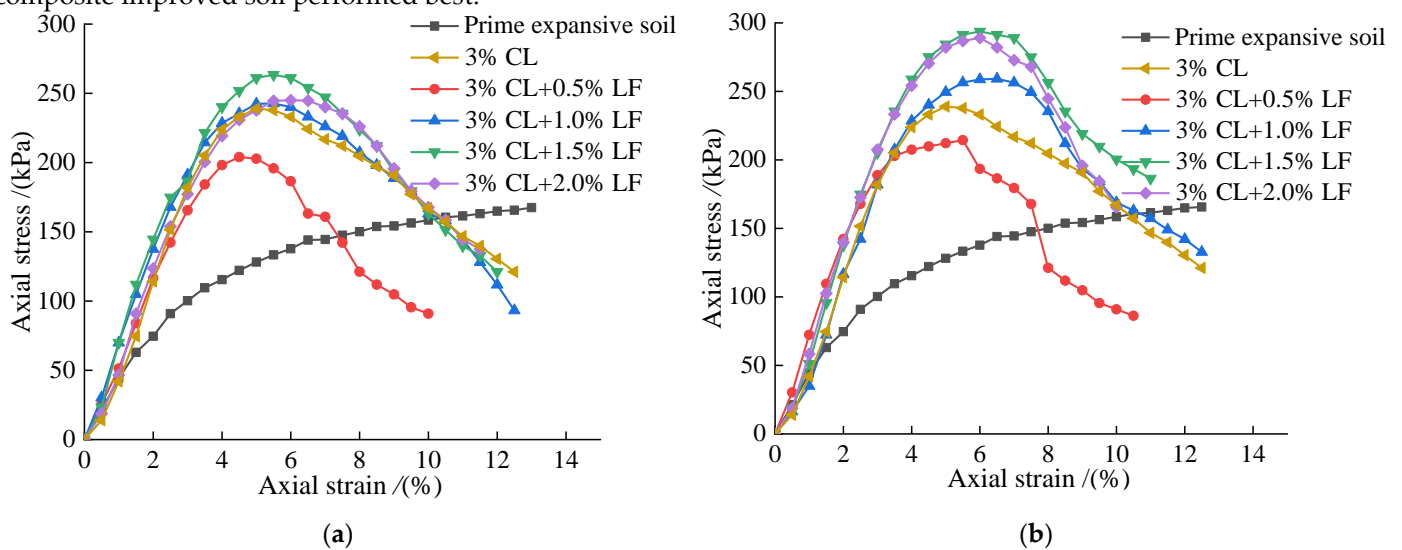 composite improved soil performed best.
300
250
200
150
100
50
0
Axial stress /(kPa)
0 2 4 6 8 10 12 14
Axial strain /(%)
Prime expansive soil
3% CL
3% CL+0.5% LF
3% CL+1.0% LF
3% CL+1.5% LF
3% CL+2.0% LF
(a)
300
250
200
150
100
50
0
Axial stress /(kPa)
0 2 4 6 8 10 12 14
Axial strain /(%)
Prime expansive soil
3% CL
3% CL+0.5% LF
3% CL+1.0% LF
3% CL+1.5% LF
3% CL+2.0% LF
(b)